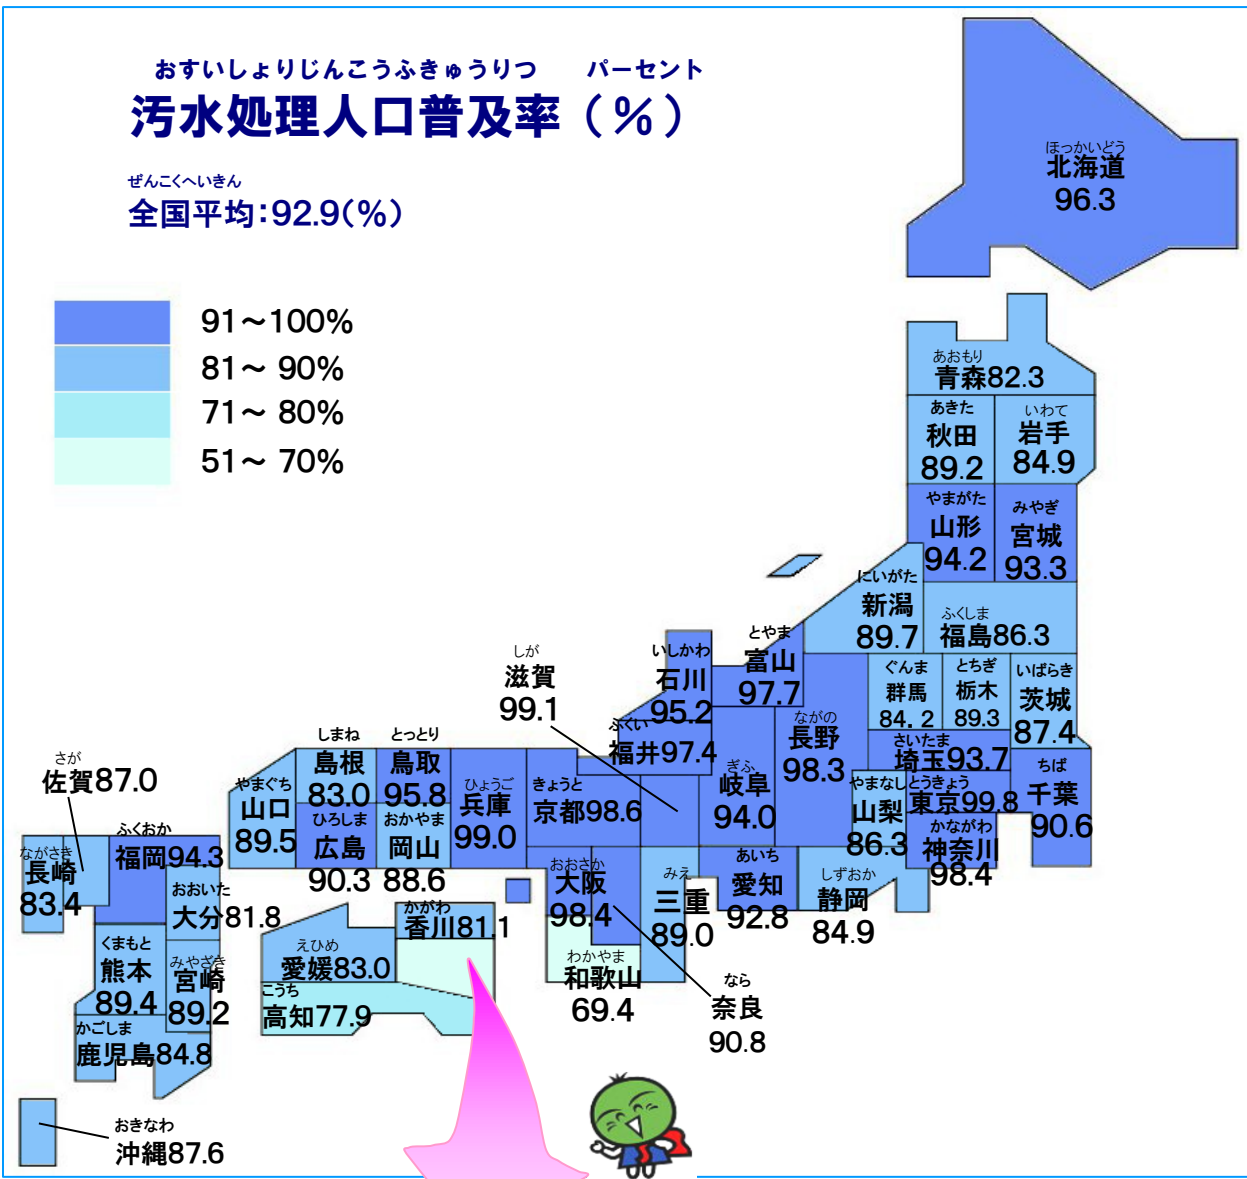 おすいしょりじんこうふきゅうりつ　パーセント
汚水処理人口普及率（％）
ぜんこくへいきん
全国平均：92.9(％)
91～100%
81～ 90%
71～ 80%
51～ 70%
ほっかいどう
北海道
96.3
あおもり
青森82.3
あきた
秋田
89.2
いわて
岩手
84.9
やまがた
山形
94.2
みやぎ
宮城
93.3
にいがた
新潟
89.7
ふくしま
福島86.3
とやま
富山
97.7
いしかわ
石川
95.2
ふくい
福井97.4
しが
滋賀
99.1
ながの
長野
98.3
ぐんま
群馬
84.2
とちぎ
栃木
89.3
いばらき
茨城
87.4
さいたま
埼玉93.7
ちば
千葉
90.6
やまなし
山梨
86.3
とうきょう
東京99.8
かながわ
神奈川
98.4
ぎふ
岐阜
94.0
あいち
愛知
92.8
しずおか
静岡
84.9
みえ
三重
89.0
きょうと
京都98.6
おおさか
大阪
98.4
なら
奈良
90.8
わかやま
和歌山
69.4
ひょうご
兵庫
99.0
とっとり
鳥取
95.8
しまね
島根
83.0
おかやま
岡山
88.6
ひろしま
広島
90.3
やまぐち
山口
89.5
かがわ
香川81.1
えひめ
愛媛83.0
こうち
高知77.9
さが
佐賀87.0
ふくおか
福岡94.3
ながさき
長崎
83.4
おおいた
大分81.8
くまもと
熊本
89.4
みやざき
宮崎
89.2
かごしま
鹿児島84.8
おきなわ
沖縄87.6